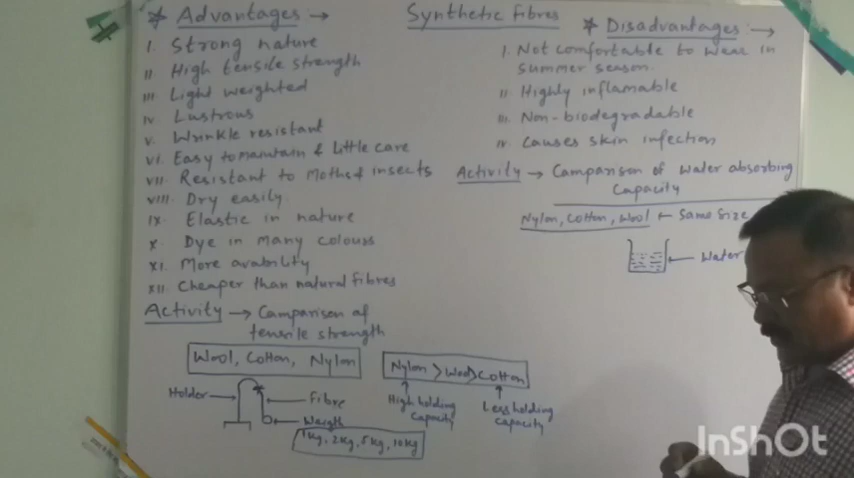 Synthetic fibres
* Advantages →
I. Strong nature
II. High tensile strength
III. Light weighted
IV. Lustrous
V. Wrinkle resistant
VI. Easy to maintain & little care
VII. Resistant to Moths & insects
VIII. Dry easily
IX. Elastic in nature
X. Dye in many colours
XI. More avability
XII. Cheaper than natural fibres
Activity → Comparison of
tensile strength
Wool, Cotton, Nylon
Holder
Fibre
Weigth
1kg, 2kg, 5kg, 10kg
Nylon > Wool > Cotton
High holding
capacity
Less holding
capacity
* Disadvantages →
I. Not comfortable to wear in
summer season.
II. Highly inflamable
III. Non-biodegradable
IV. Causes skin infection
Activity → Comparison of water absorbing
capacity
Nylon, Cotton, Wool ← Same size
Water
InShOt